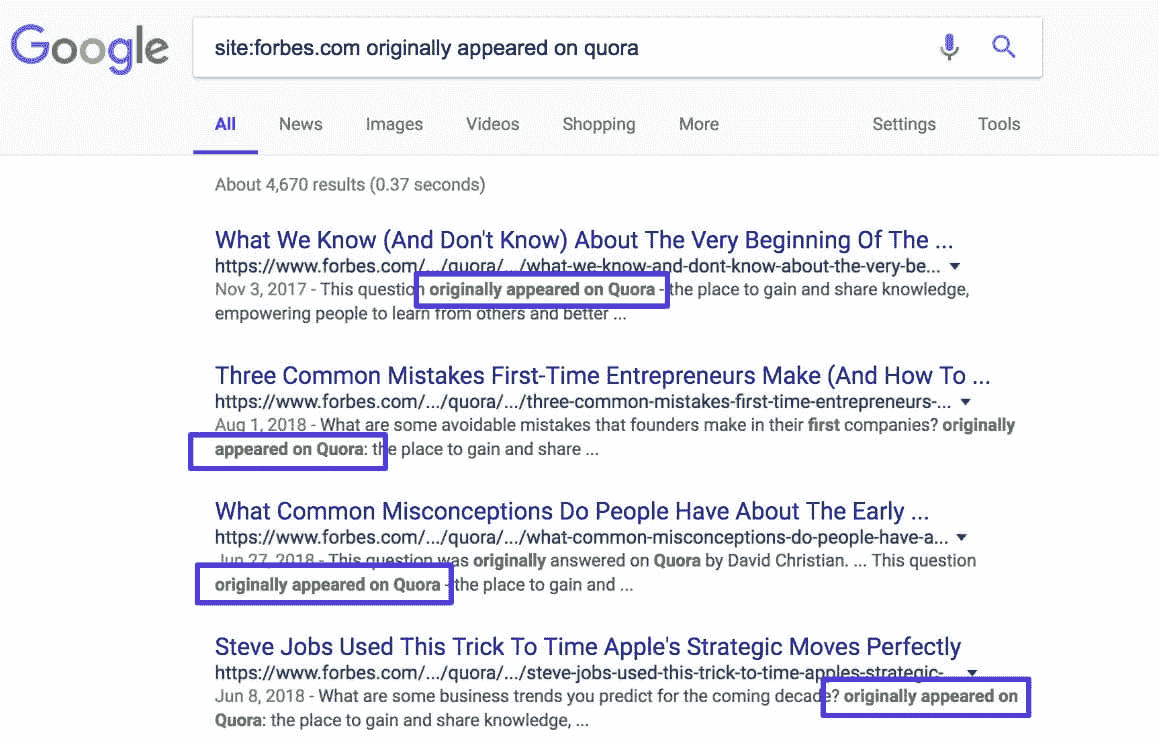 Google
site:forbes.com originally appeared on quora
All News Images Videos Shopping More Settings Tools
About 4,670 results (0.37 seconds)
What We Know (And Don't Know) About The Very Beginning Of The ...
https://www.forbes.com/.../quora/.../what-we-know-and-dont-know-about-the-very-be...
Nov 3, 2017 - This question originally appeared on Quora - the place to gain and share knowledge,
empowering people to learn from others and better ...
Three Common Mistakes First-Time Entrepreneurs Make (And How To ...
https://www.forbes.com/.../quora/.../three-common-mistakes-first-time-entrepreneurs-...
Aug 1, 2018 - What are some avoidable mistakes that founders make in their first companies? originally
appeared on Quora: the place to gain and share ...
What Common Misconceptions Do People Have About The Early ...
https://www.forbes.com/.../quora/.../what-common-misconceptions-do-people-have-a...
Jun 27, 2018 - This question was originally answered on Quora by David Christian. ... This question
originally appeared on Quora - the place to gain and ...
Steve Jobs Used This Trick To Time Apple's Strategic Moves Perfectly
https://www.forbes.com/.../quora/.../steve-jobs-used-this-trick-to-time-apples-strategic-...
Jun 8, 2018 - What are some business trends you predict for the coming decade? originally appeared on
Quora: the place to gain and share knowledge, ...